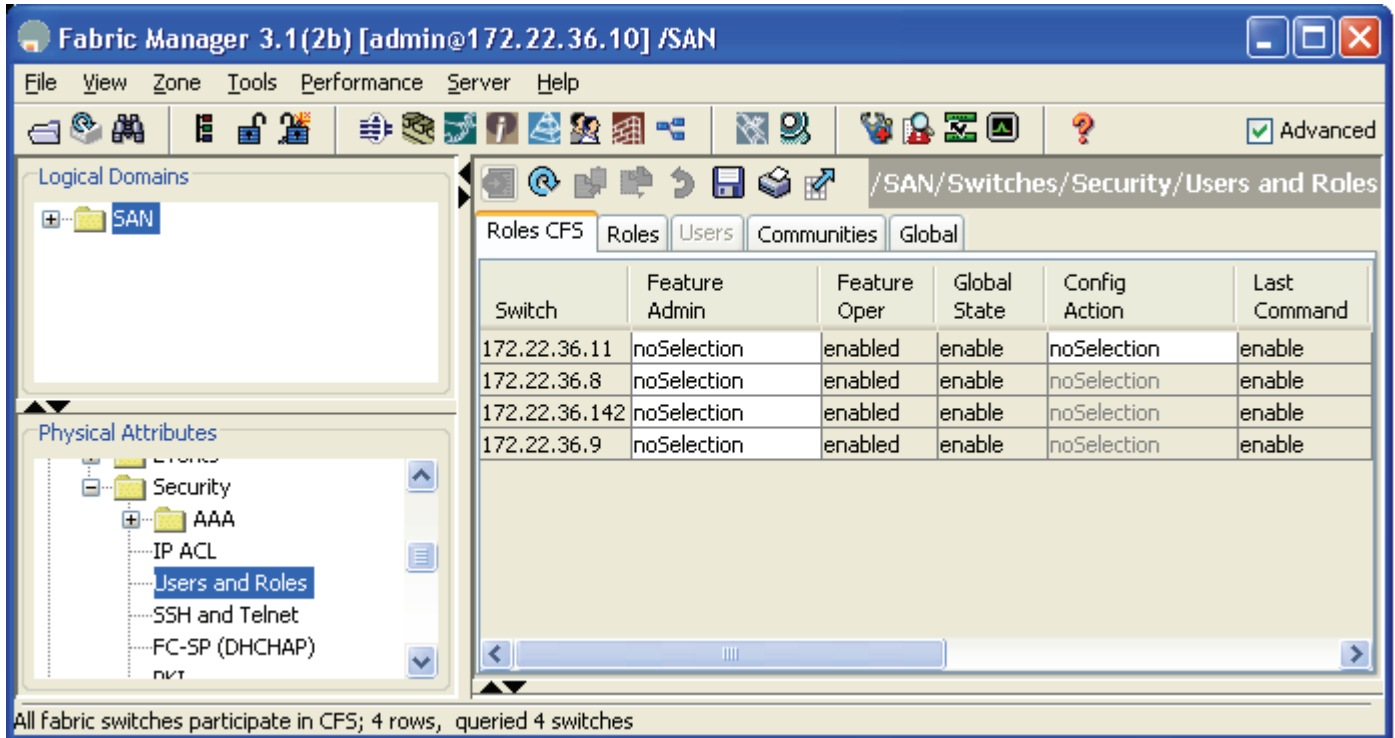 Fabric Manager 3.1(2b) [admin@172.22.36.10] /SAN
File View Zone Tools Performance Server Help
Advanced
Logical Domains
SAN
Physical Attributes
Security
AAA
IP ACL
Users and Roles
SSH and Telnet
FC-SP (DHCHAP)
/SAN/Switches/Security/Users and Roles
Roles CFS Roles Users Communities Global
Feature Feature Global Config Last
Switch Admin Oper State Action Command
172.22.36.11 noSelection enabled enable noSelection enable
172.22.36.8 noSelection enabled enable noSelection enable
172.22.36.142 noSelection enabled enable noSelection enable
172.22.36.9 noSelection enabled enable noSelection enable
All fabric switches participate in CFS; 4 rows, queried 4 switches